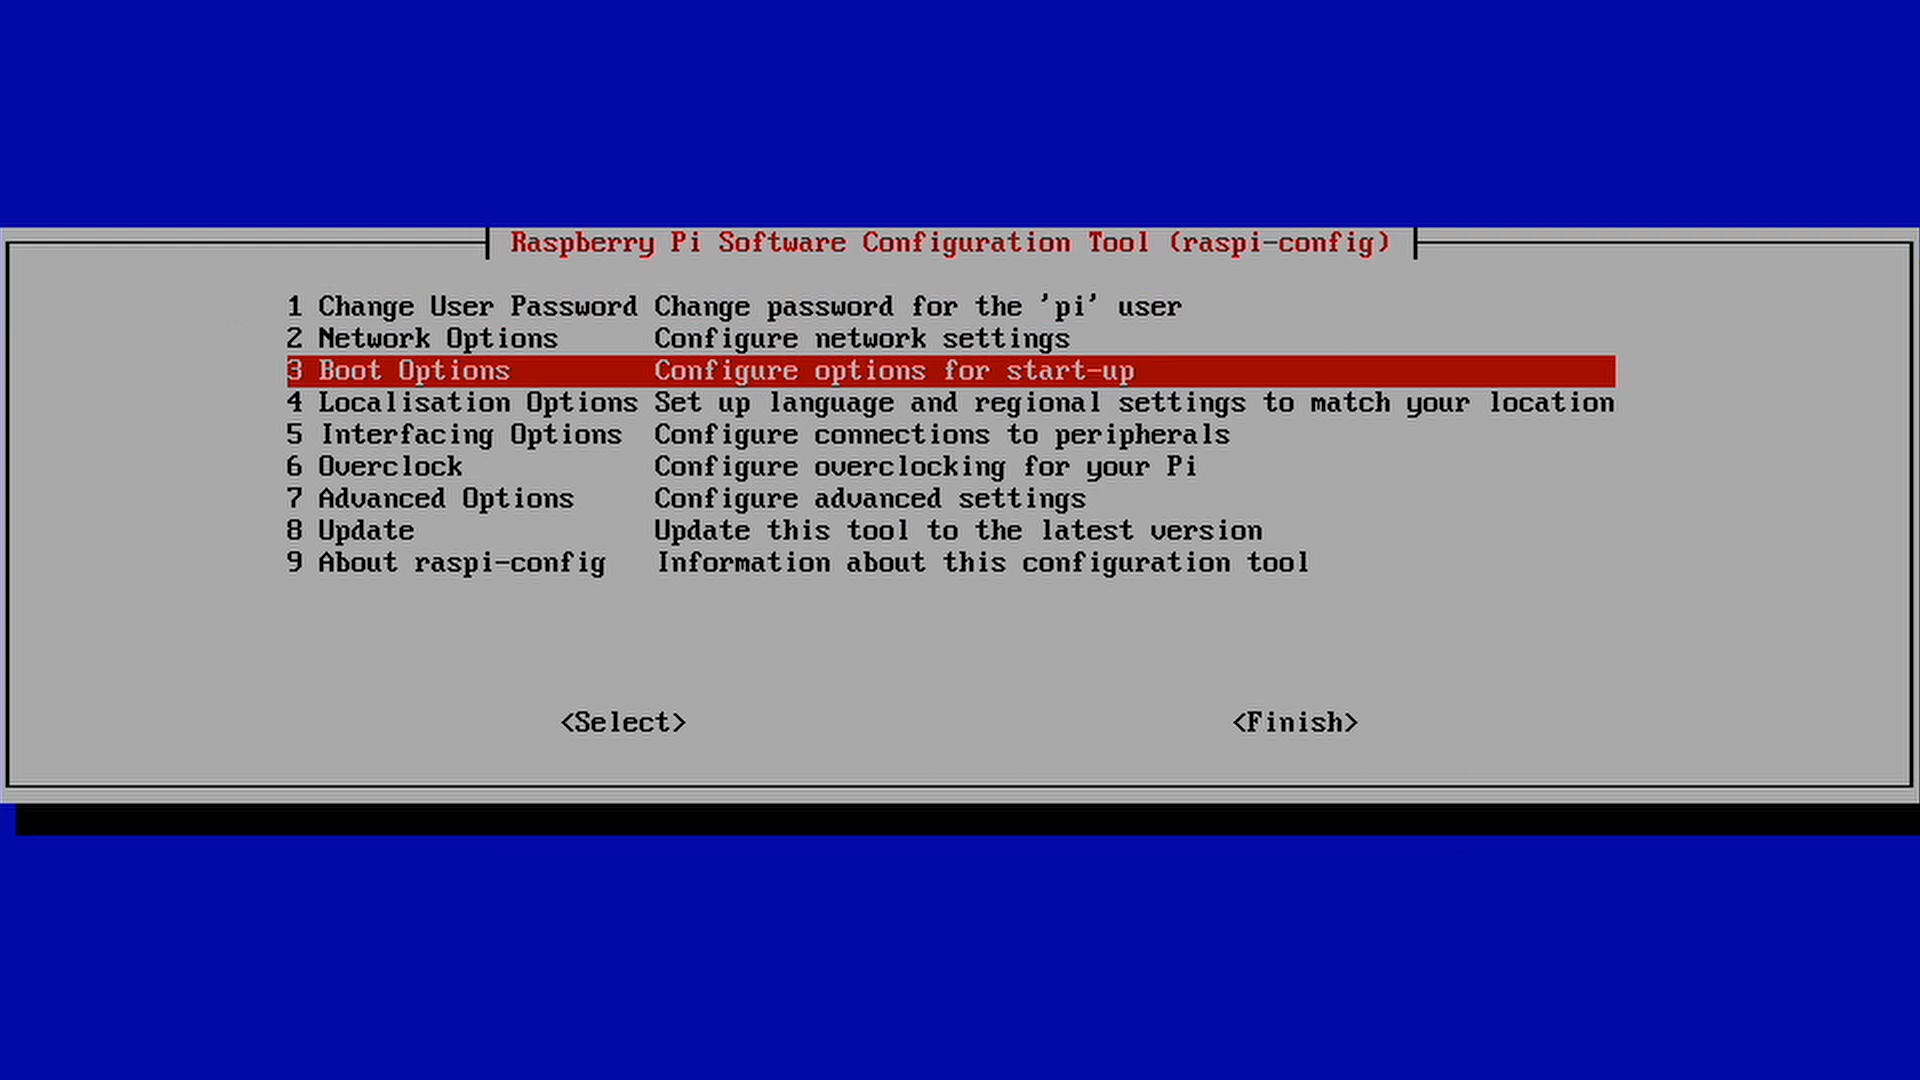 Raspberry Pi Software Configuration Tool (raspi-config)
1 Change User Password Change password for the 'pi' user
2 Network Options Configure network settings
3 Boot Options Configure options for start-up
4 Localisation Options Set up language and regional settings to match your location
5 Interfacing Options Configure connections to peripherals
6 Overclock Configure overclocking for your Pi
7 Advanced Options Configure advanced settings
8 Update Update this tool to the latest version
9 About raspi-config Information about this configuration tool
<Select> <Finish>